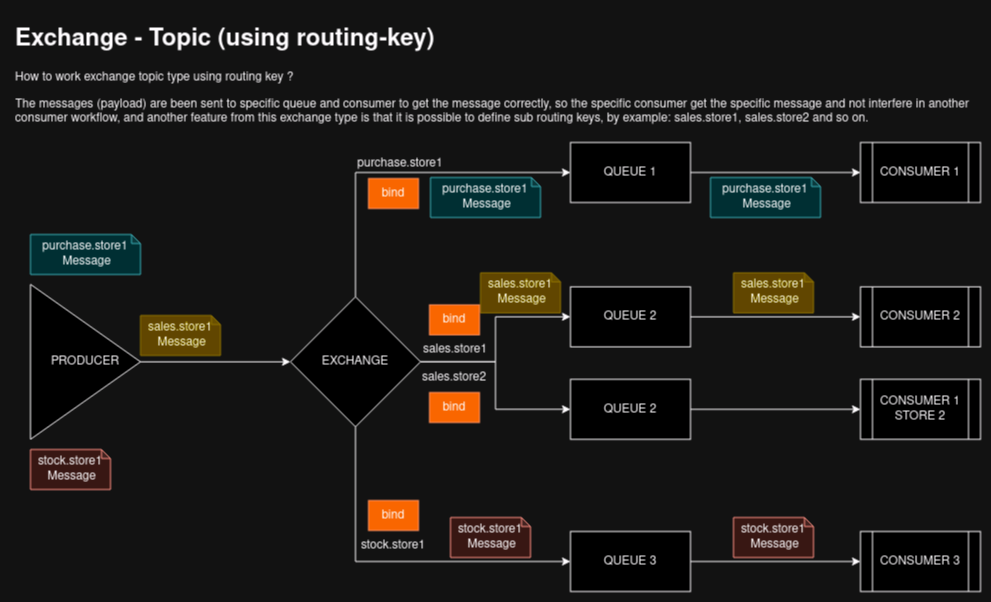 Exchange - Topic (using routing-key)
How to work exchange topic type using routing key ?
The messages (payload) are been sent to specific queue and consumer to get the message correctly, so the specific consumer get the specific message and not interfere in another
consumer workflow, and another feature from this exchange type is that it is possible to define sub routing keys, by example: sales.store1, sales.store2 and so on.
purchase.store1
bind
purchase.store1
Message
QUEUE 1
purchase.store1
Message
CONSUMER 1
purchase.store1
Message
PRODUCER
sales.store1
Message
EXCHANGE
bind
sales.store1
sales.store1
Message
QUEUE 2
sales.store1
Message
CONSUMER 2
sales.store2
bind
QUEUE 2
CONSUMER 1
STORE 2
stock.store1
Message
bind
stock.store1
stock.store1
Message
QUEUE 3
stock.store1
Message
CONSUMER 3